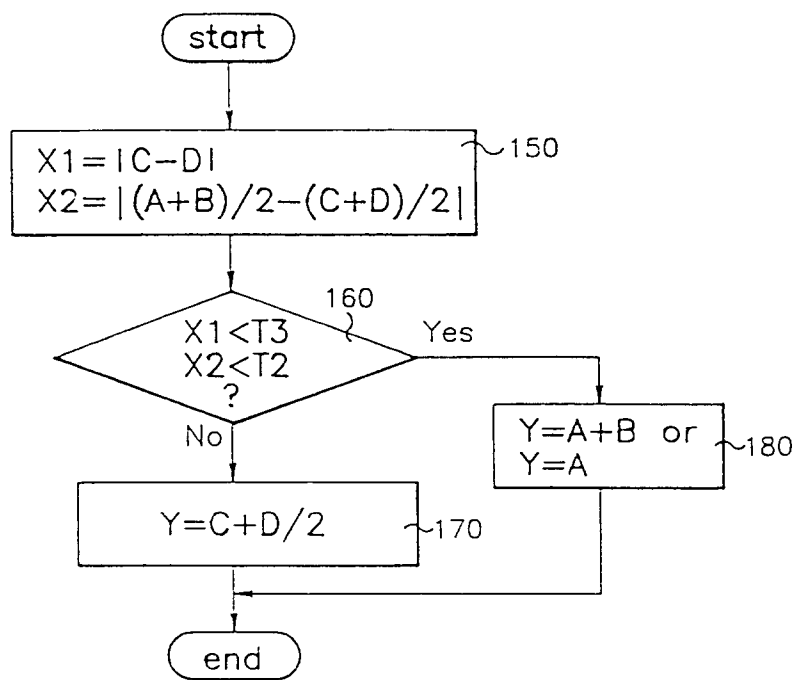 start
X1=|C-D|
X2=|(A+B)/2-(C+D)/2|
150
160
X1<T3
X2<T2
?
Yes
No
Y=A+B or
Y=A
180
Y=C+D/2
170
end